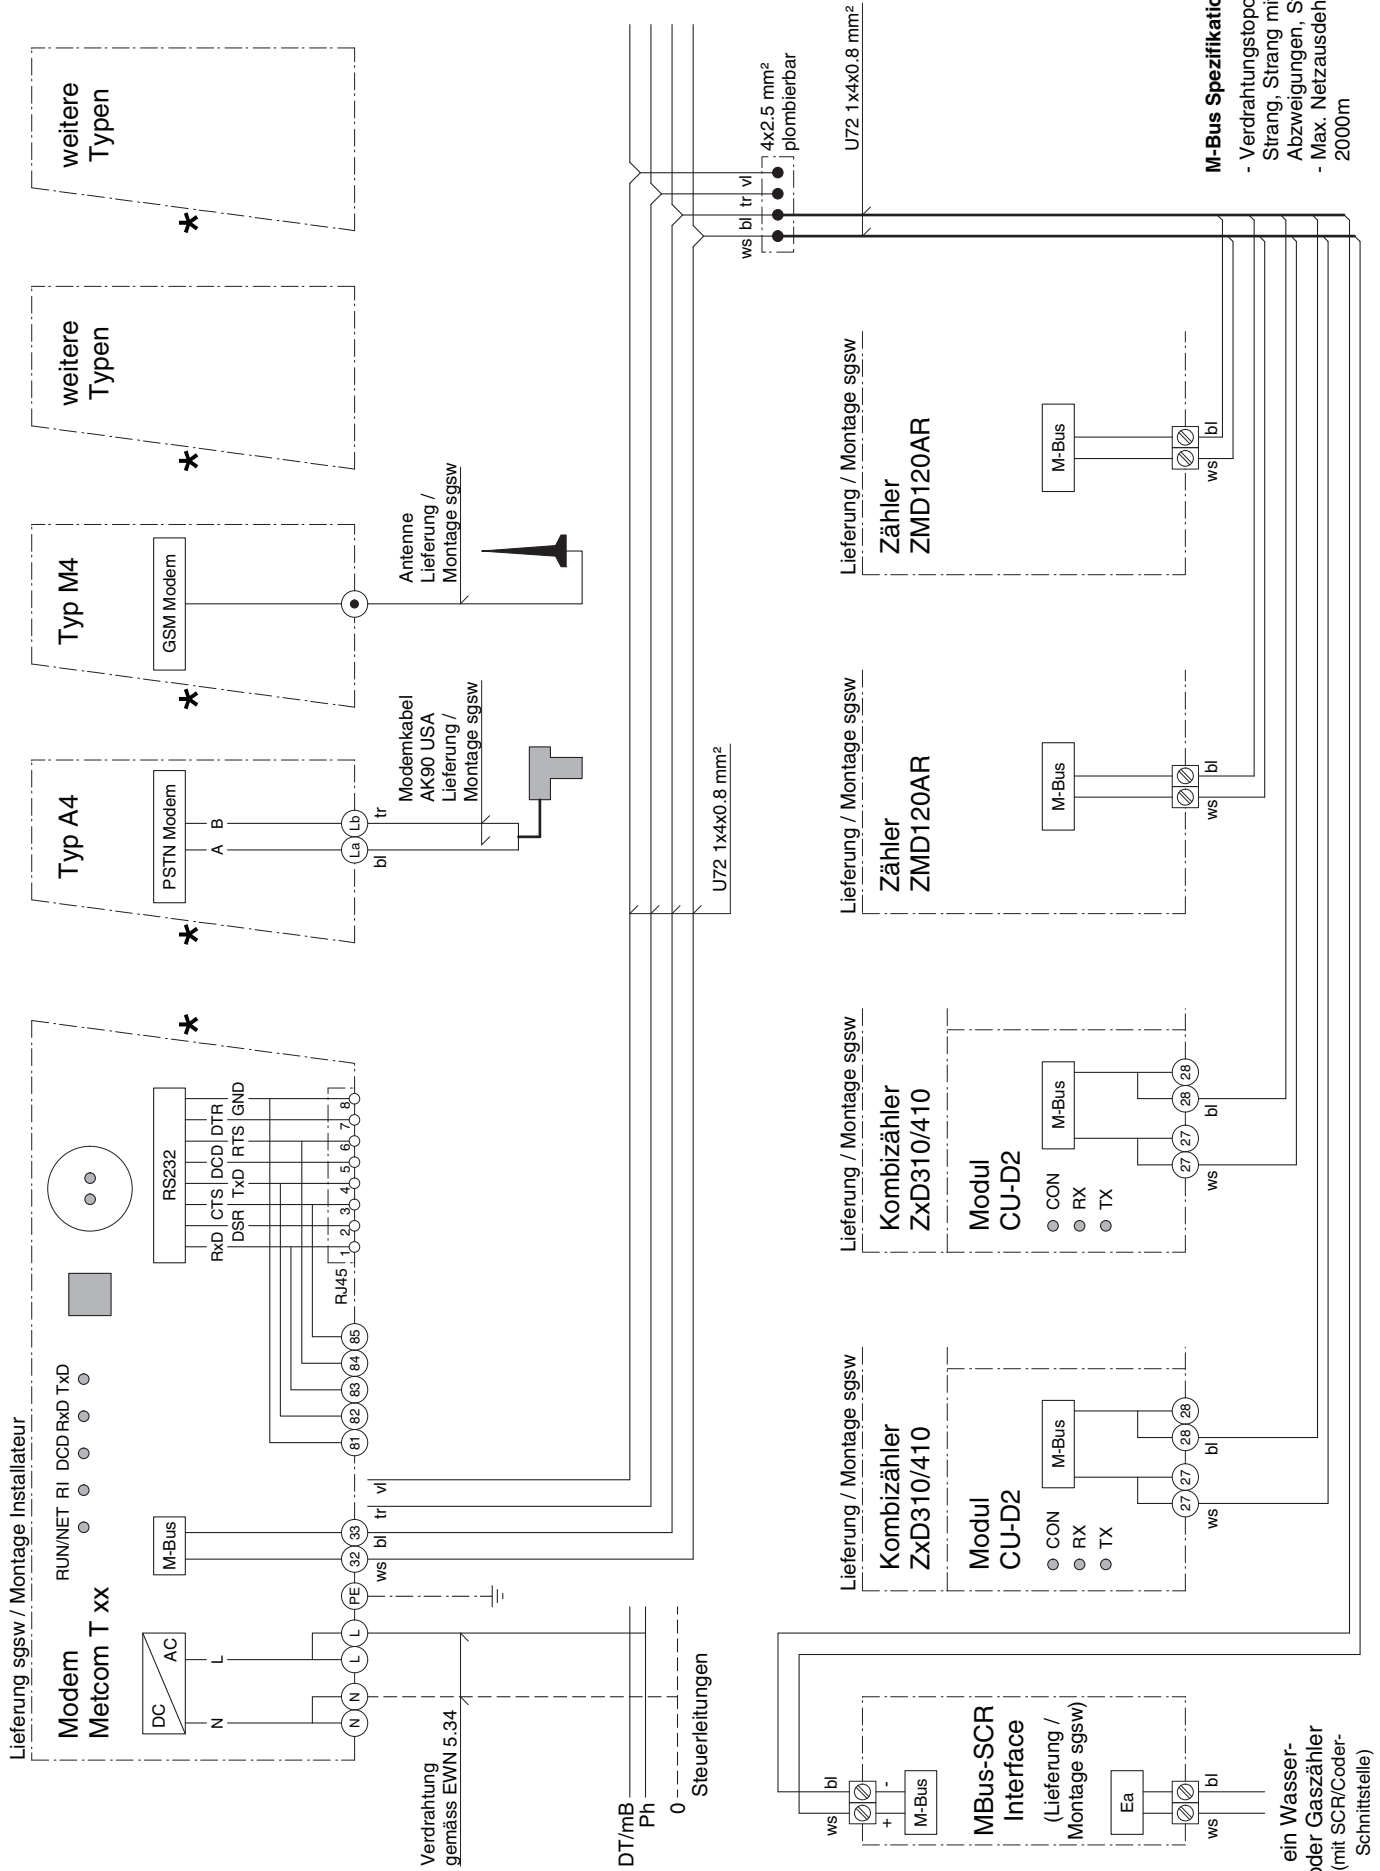 Lieferung sgsw / Montage Installateur
Modem
Metcom T xx
RUN/NET RI DCD RxD TxD
DC
AC
N
L
M-Bus
RS232
RxD CTS DCD DTR
DSR TxD RTS GND
1 2 3 4 5 6 7 8
RJ45
N N L L PE 32 33 81 82 83 84 85
ws bl tr vl
*
Typ A4
PSTN Modem
A B
La Lb
bl tr
*
Typ M4
GSM Modem
*
weitere
Typen
*
weitere
Typen
*
Modemkabel
AK90 USA
Lieferung /
Montage sgsw
Antenne
Lieferung /
Montage sgsw
Verdrahtung
gemäss EWN 5.34
DT/mB
Ph
0
Steuerleitungen
U72 1x4x0.8 mm²
ws bl tr vl
4x2.5 mm²
plombierbar
U72 1x4x0.8 mm²
ws bl
+ -
M-Bus
MBus-SCR
Interface
(Lieferung /
Montage sgsw)
Ea
ws bl
ein Wasser-
oder Gaszähler
(mit SCR/Coder-
Schnittstelle)
Lieferung / Montage sgsw
Kombizähler
ZxD310/410
Modul
CU-D2
CON
RX
TX
M-Bus
27 27 28 28
ws bl
Lieferung / Montage sgsw
Kombizähler
ZxD310/410
Modul
CU-D2
CON
RX
TX
M-Bus
27 27 28 28
ws bl
Lieferung / Montage sgsw
Zähler
ZMD120AR
M-Bus
ws bl
Lieferung / Montage sgsw
Zähler
ZMD120AR
M-Bus
ws bl
M-Bus Spezifikatio
- Verdrahtungstopo
Strang, Strang mi
Abzweigungen, S
- Max. Netzausdeh
2000m